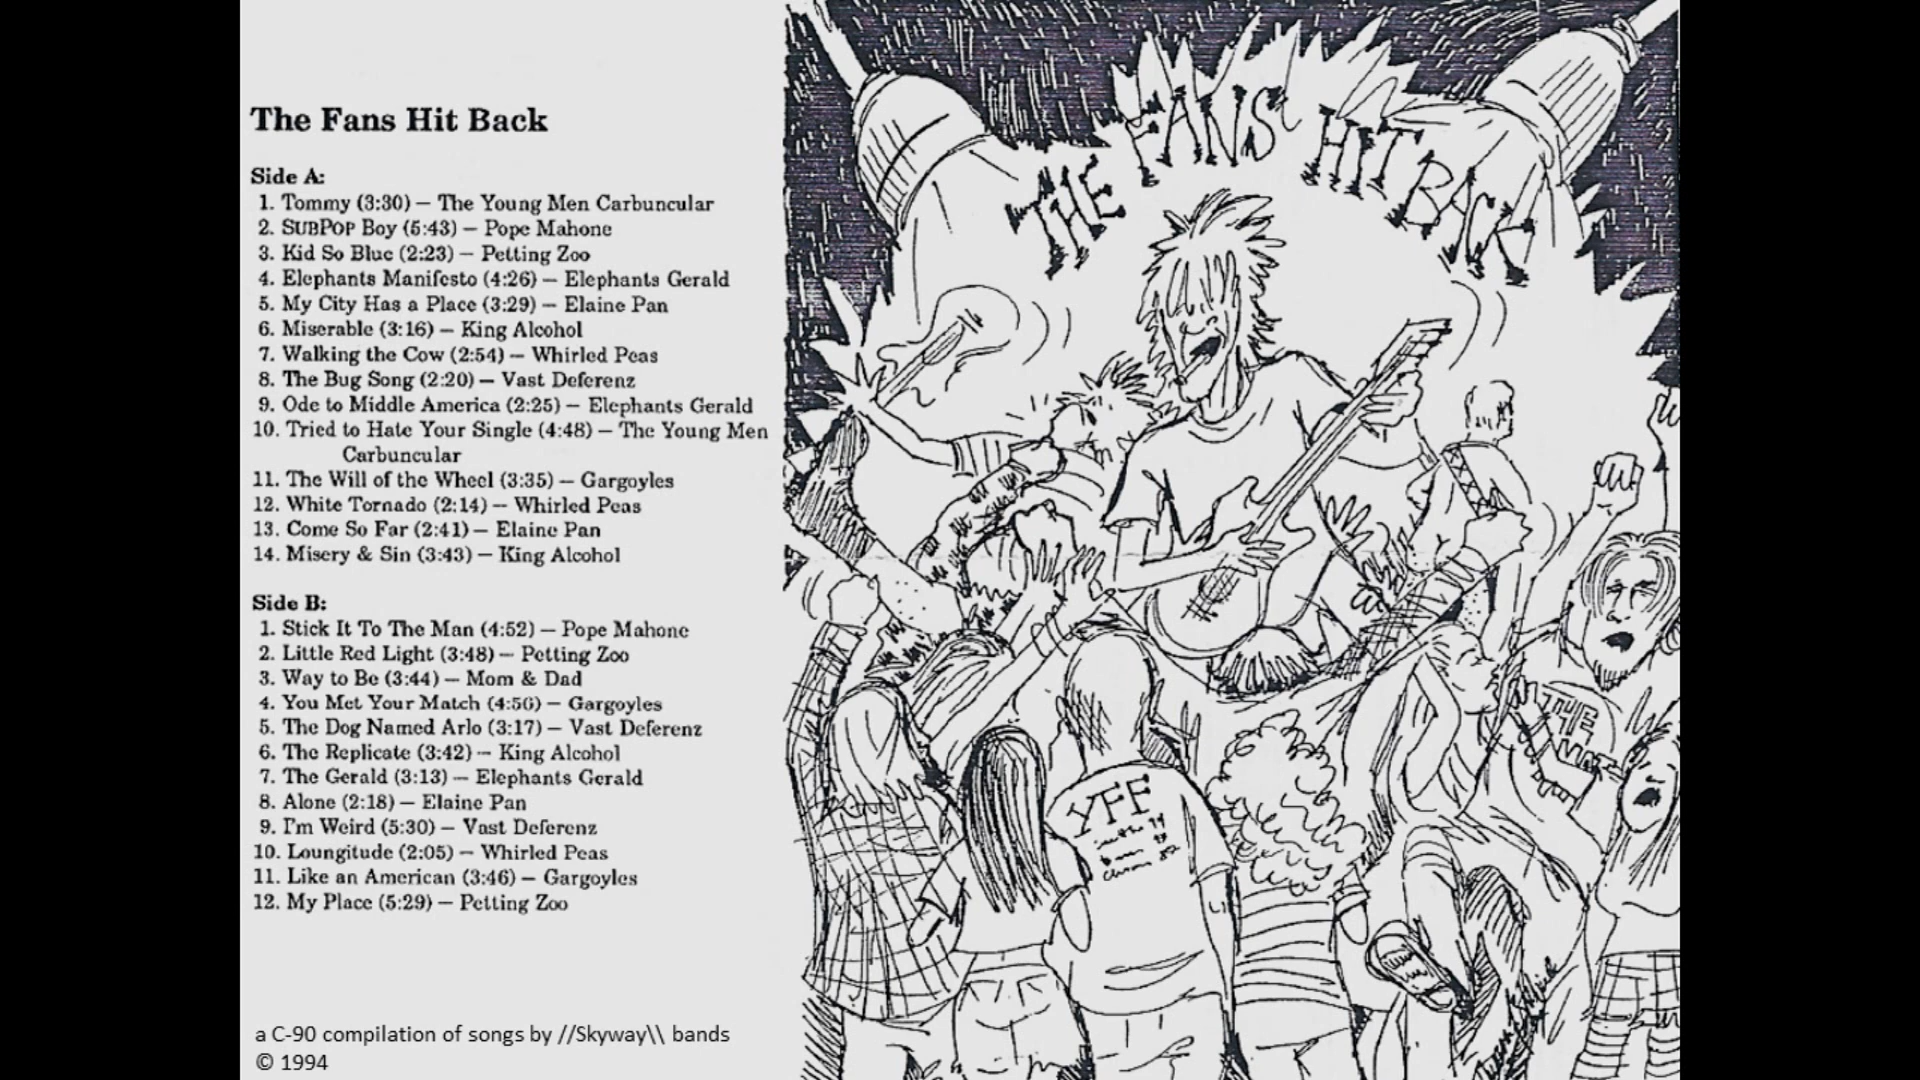 The Fans Hit Back
Side A:
1. Tommy (3:30) – The Young Men Carbuncular
2. SUBPOP Boy (5:43) – Pope Mahone
3. Kid So Blue (2:23) – Petting Zoo
4. Elephants Manifesto (4:26) – Elephants Gerald
5. My City Has a Place (3:29) – Elaine Pan
6. Miserable (3:16) – King Alcohol
7. Walking the Cow (2:54) – Whirled Peas
8. The Bug Song (2:20) – Vast Deferenz
9. Ode to Middle America (2:25) – Elephants Gerald
10. Tried to Hate Your Single (4:48) – The Young Men
Carbuncular
11. The Will of the Wheel (3:35) – Gargoyles
12. White Tornado (2:14) – Whirled Peas
13. Come So Far (2:41) – Elaine Pan
14. Misery & Sin (3:43) – King Alcohol
Side B:
1. Stick It To The Man (4:52) – Pope Mahone
2. Little Red Light (3:48) – Petting Zoo
3. Way to Be (3:44) – Mom & Dad
4. You Met Your Match (4:56) – Gargoyles
5. The Dog Named Arlo (3:17) – Vast Deferenz
6. The Replicate (3:42) – King Alcohol
7. The Gerald (3:13) – Elephants Gerald
8. Alone (2:18) – Elaine Pan
9. I'm Weird (5:30) – Vast Deferenz
10. Loungitude (2:05) – Whirled Peas
11. Like an American (3:46) – Gargoyles
12. My Place (5:29) – Petting Zoo
a C-90 compilation of songs by //Skyway\\ bands
© 1994
THE FANS HIT BACK
YFF
THE